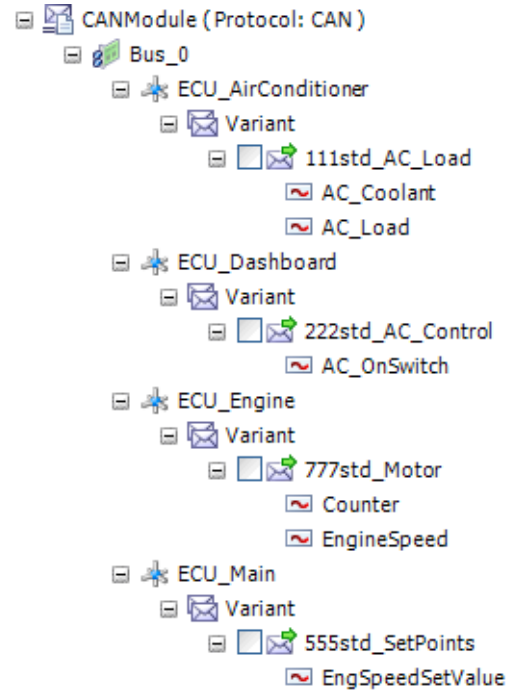 CANModule (Protocol: CAN )
Bus_0
ECU_AirConditioner
Variant
111std_AC_Load
AC_Coolant
AC_Load
ECU_Dashboard
Variant
222std_AC_Control
AC_OnSwitch
ECU_Engine
Variant
777std_Motor
Counter
EngineSpeed
ECU_Main
Variant
555std_SetPoints
EngSpeedSetValue